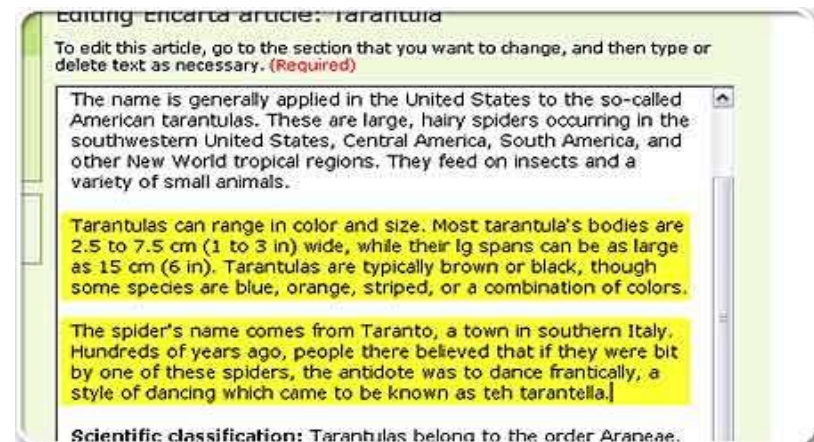 Editing Encarta article: Tarantula
To edit this article, go to the section that you want to change, and then type or
delete text as necessary. (Required)
The name is generally applied in the United States to the so-called
American tarantulas. These are large, hairy spiders occurring in the
southwestern United States, Central America, South America, and
other New World tropical regions. They feed on insects and a
variety of small animals.
Tarantulas can range in color and size. Most tarantula's bodies are
2.5 to 7.5 cm (1 to 3 in) wide, while their lg spans can be as large
as 15 cm (6 in). Tarantulas are typically brown or black, though
some species are blue, orange, striped, or a combination of colors.
The spider's name comes from Taranto, a town in southern Italy.
Hundreds of years ago, people there believed that if they were bit
by one of these spiders, the antidote was to dance frantically, a
style of dancing which came to be known as teh tarantella.
Scientific classification: Tarantulas belong to the order Araneae.